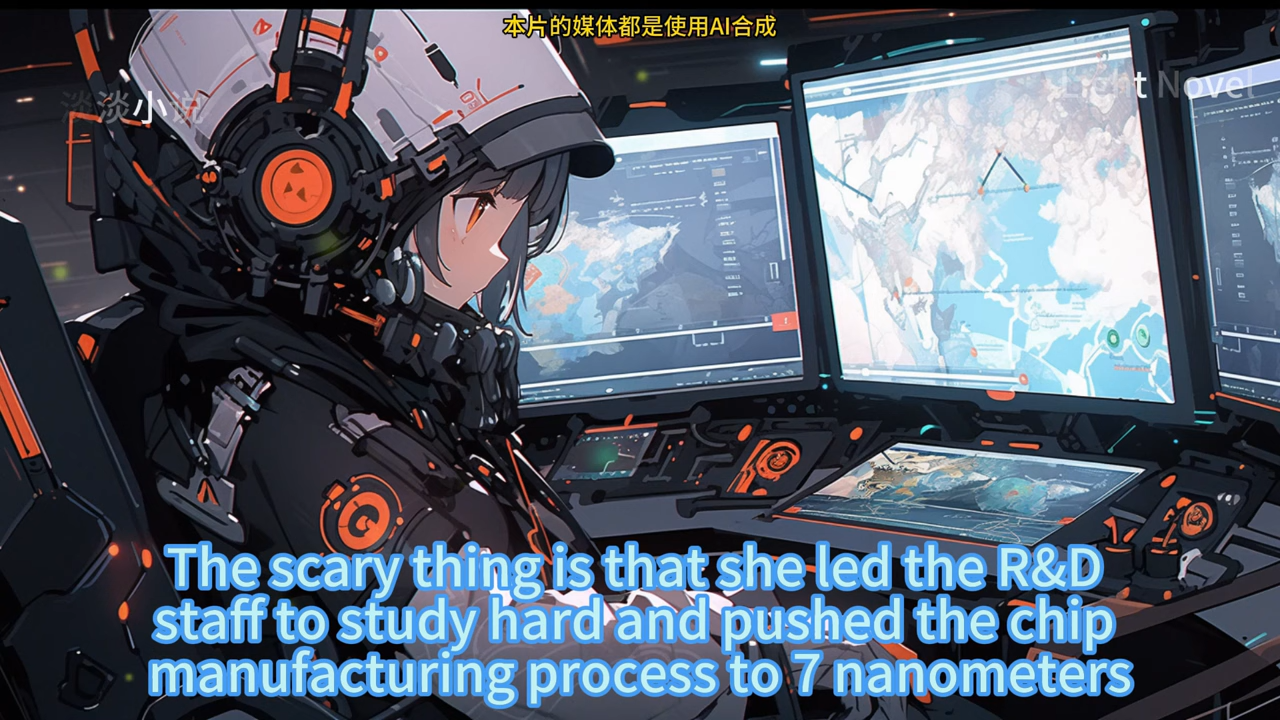 本片的媒体都是使用AI合成
淡淡小说
Light Novel
The scary thing is that she led the R&D
staff to study hard and pushed the chip
manufacturing process to 7 nanometers